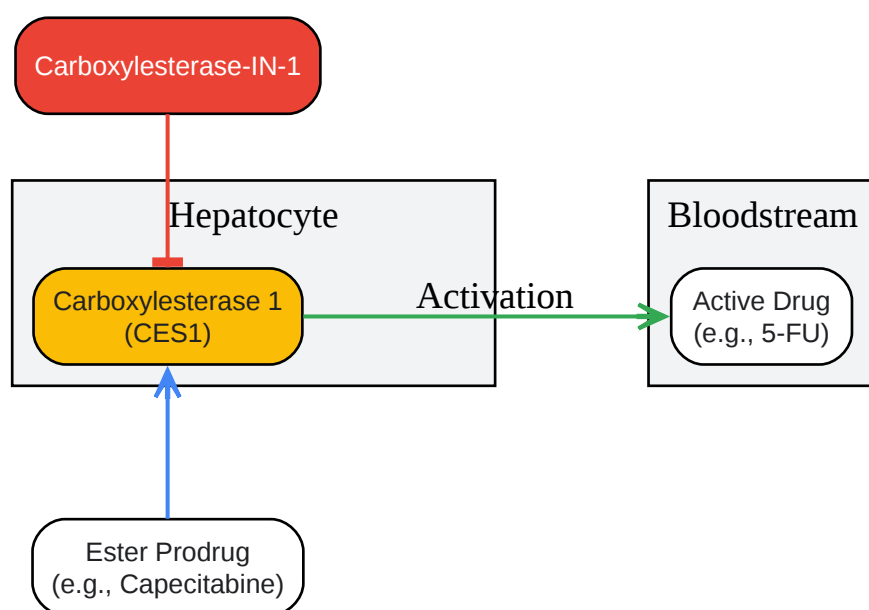 Carboxylesterase-IN-1
Hepatocyte
Bloodstream
Carboxylesterase 1
(CES1)
Activation
Active Drug
(e.g., 5-FU)
Ester Prodrug
(e.g., Capecitabine)